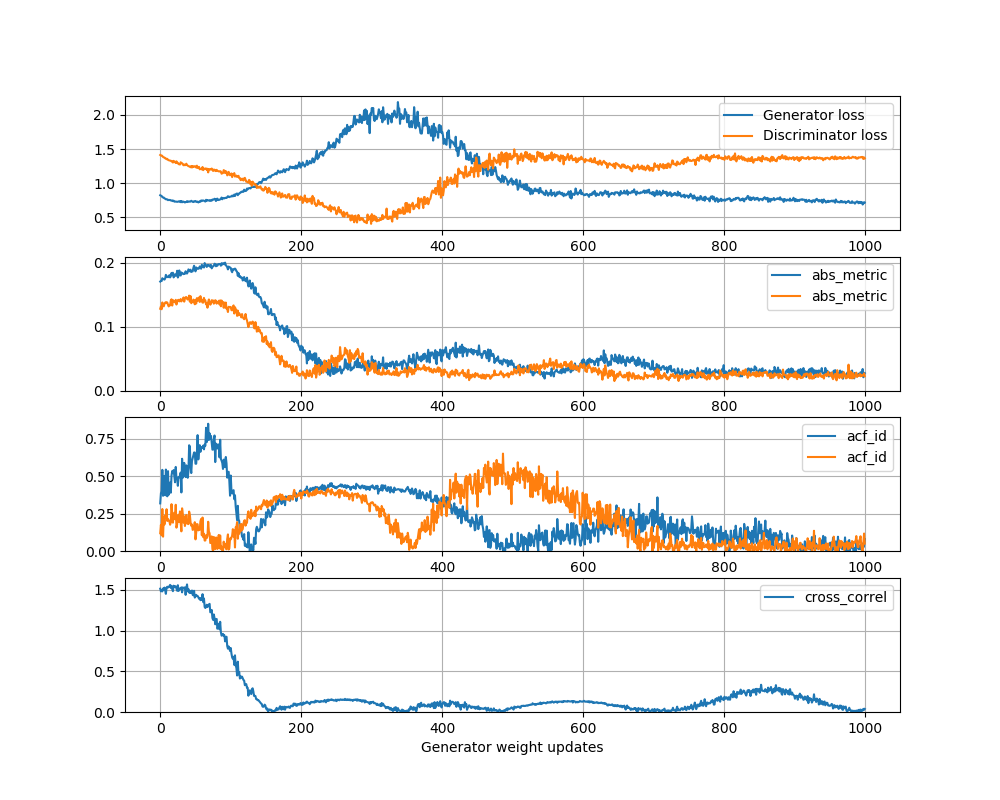 2.0
1.5
1.0
0.5
Generator loss
Discriminator loss
0 200 400 600 800 1000
0.2
0.1
0.0
abs_metric
abs_metric
0 200 400 600 800 1000
0.75
0.50
0.25
0.00
acf_id
acf_id
0 200 400 600 800 1000
1.5
1.0
0.5
0.0
cross_correl
0 200 400 600 800 1000
Generator weight updates